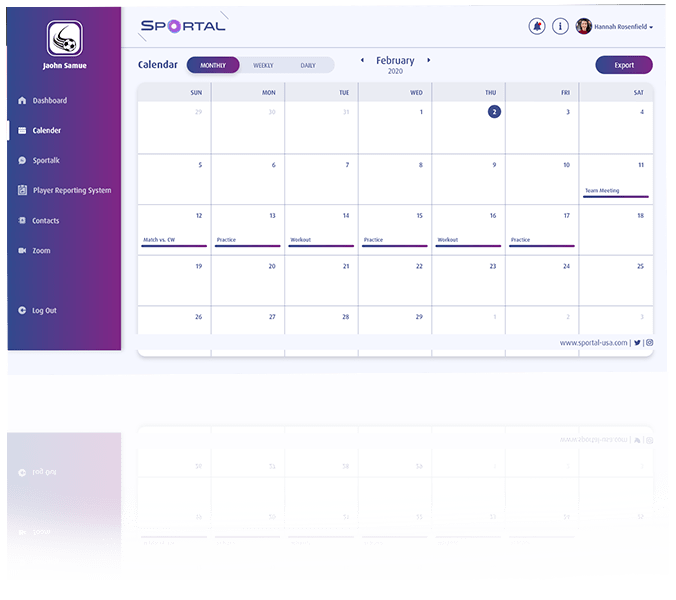 SPORTAL
Hannah Rosenfield
Jaohn Samue
Dashboard
Calender
Sportalk
Player Reporting System
Contacts
Zoom
Log Out
Calendar
MONTHLY WEEKLY DAILY
February
2020
Export
SUN MON TUE WED THU FRI SAT
29 30 31 1 2 3 4
5 6 7 8 9 10 11
Team Meeting
12 13 14 15 16 17 18
Match vs. CW Practice Workout Practice Workout Practice
19 20 21 22 23 24 25
26 27 28 29 1 2 3
www.sportal-usa.com | |